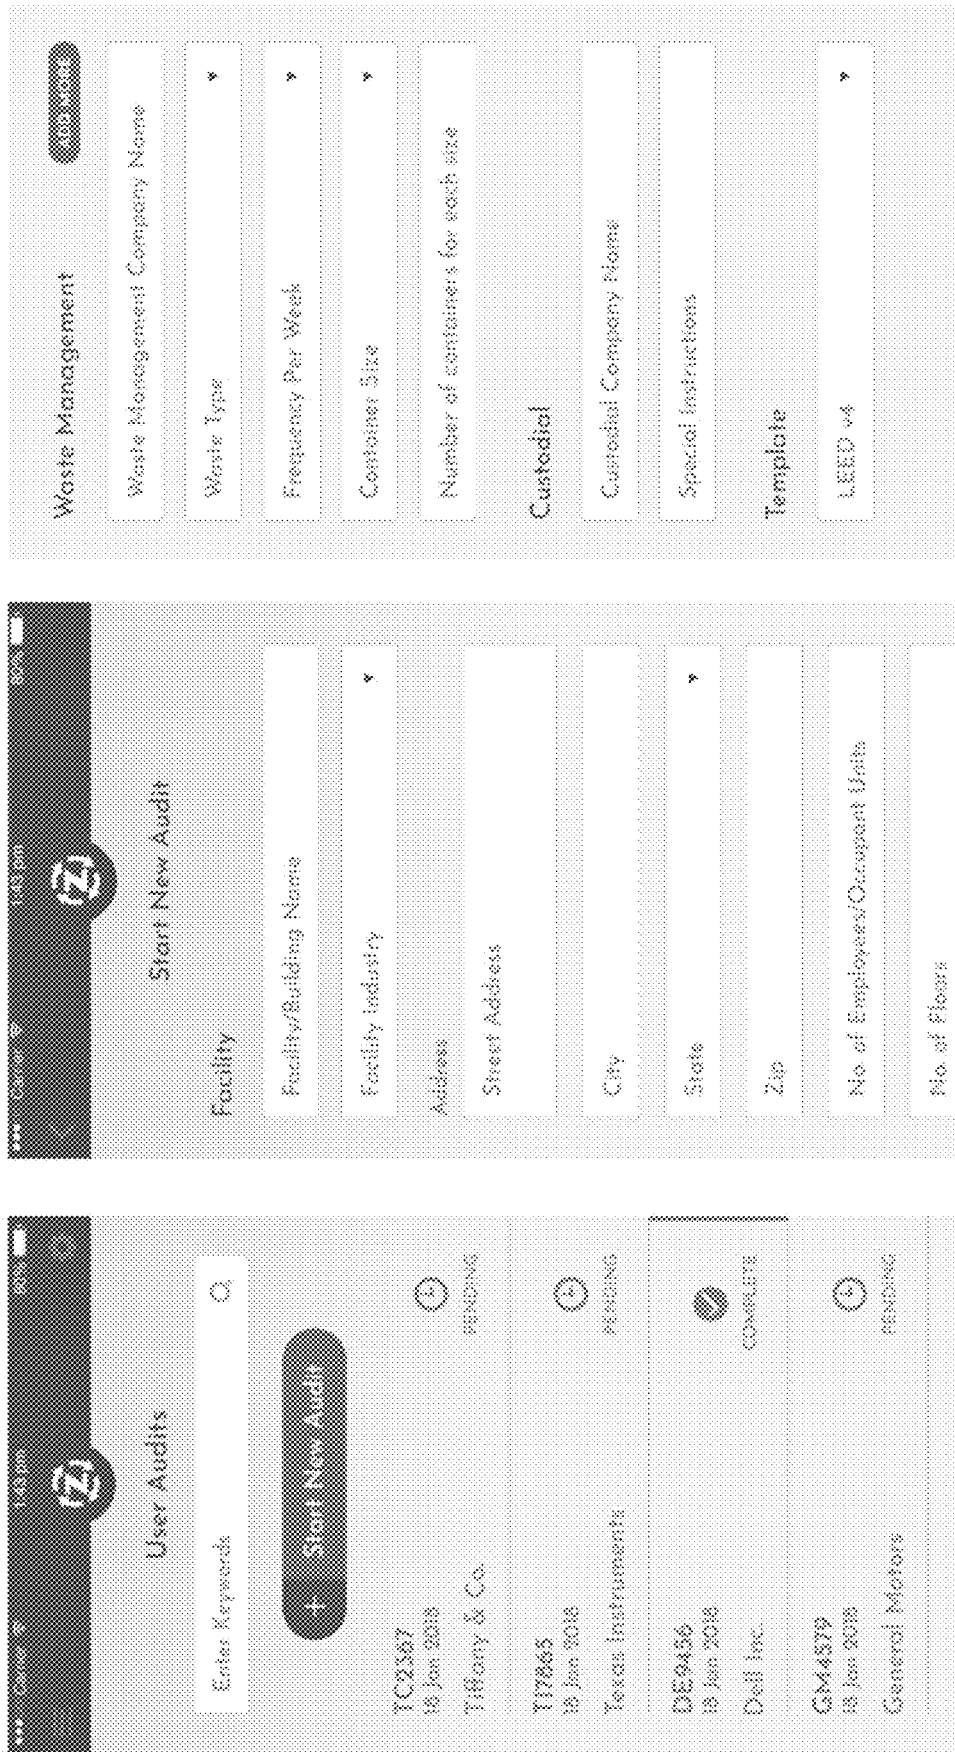 User Audits
Enter Keywords
+ Start New Audit
TC2367
18 Jan 2018
Tiffany & Co.
PENDING
TI7865
18 Jan 2018
Texas Instruments
PENDING
DE9456
18 Jan 2018
Dell Inc.
COMPLETE
GM4579
18 Jan 2018
General Motors
PENDING
Carrier
1:43 pm
Z
Start New Audit
Facility
Facility/Building Name
Facility Industry
Address
Street Address
City
State
Zip
No. of Employees/Occupant Units
No. of Floors
Waste Management
ADD MORE
Waste Management Company Name
Waste Type
Frequency Per Week
Container Size
Number of containers for each size
Custodial
Custodial Company Name
Special Instructions
Template
LEED v4